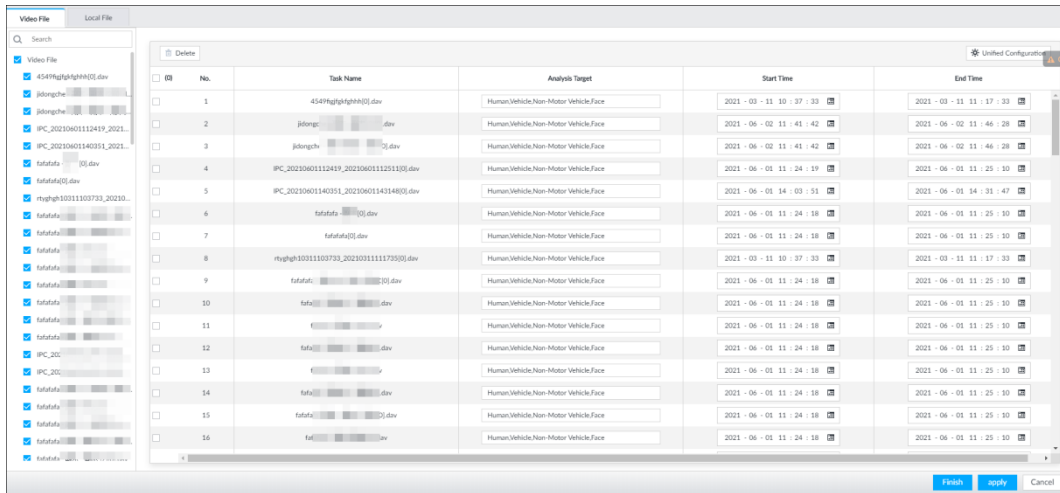 Video File Local File
Search
Delete Unified Configuration
Video File
(0) No. Task Name Analysis Target Start Time End Time
4549figjfgkfghhh[0].dav
1 4549figjfgkfghhh[0].dav Human,Vehicle,Non-Motor Vehicle,Face 2021 - 03 - 11 10 : 37 : 33 2021 - 03 - 11 11 : 17 : 33
jidongche
jidongche
2 .dav Human,Vehicle,Non-Motor Vehicle,Face 2021 - 06 - 02 11 : 41 : 42 2021 - 06 - 02 11 : 46 : 28
IPC_20210601112419_2021...
3 Human,Vehicle,Non-Motor Vehicle,Face 2021 - 06 - 02 11 : 41 : 42 2021 - 06 - 02 11 : 46 : 28
IPC_20210601140351_2021...
4 IPC_20210601112419_20210601112511[0].dav Human,Vehicle,Non-Motor Vehicle,Face 2021 - 06 - 01 11 : 24 : 19 2021 - 06 - 01 11 : 25 : 10
fatafata - [0].dav
5 IPC_20210601140351_20210601143148[0].dav Human,Vehicle,Non-Motor Vehicle,Face 2021 - 06 - 01 14 : 03 : 51 2021 - 06 - 01 14 : 31 : 47
fafafafa[0].dav
rtyghgh10311103733_20210...
6 fatafata - [0].dav Human,Vehicle,Non-Motor Vehicle,Face 2021 - 06 - 01 11 : 24 : 18 2021 - 06 - 01 11 : 25 : 10
fafafafa
7 fafafafa[0].dav Human,Vehicle,Non-Motor Vehicle,Face 2021 - 06 - 01 11 : 24 : 18 2021 - 06 - 01 11 : 25 : 10
fafafafa
8 rtyghgh10311103733_20210311111735[0].dav Human,Vehicle,Non-Motor Vehicle,Face 2021 - 03 - 11 10 : 37 : 33 2021 - 03 - 11 11 : 17 : 33
fafafafa
fafafafa
9 [0].dav Human,Vehicle,Non-Motor Vehicle,Face 2021 - 06 - 01 11 : 24 : 18 2021 - 06 - 01 11 : 25 : 10
fafafafa
10 .dav Human,Vehicle,Non-Motor Vehicle,Face 2021 - 06 - 01 11 : 24 : 18 2021 - 06 - 01 11 : 25 : 10
fafafafa
11 Human,Vehicle,Non-Motor Vehicle,Face 2021 - 06 - 01 11 : 24 : 18 2021 - 06 - 01 11 : 25 : 10
fafafafa
fafafafa
12 .dav Human,Vehicle,Non-Motor Vehicle,Face 2021 - 06 - 01 11 : 24 : 18 2021 - 06 - 01 11 : 25 : 10
IPC_202
13 Human,Vehicle,Non-Motor Vehicle,Face 2021 - 06 - 01 11 : 24 : 18 2021 - 06 - 01 11 : 25 : 10
IPC_202
14 .dav Human,Vehicle,Non-Motor Vehicle,Face 2021 - 06 - 01 11 : 24 : 18 2021 - 06 - 01 11 : 25 : 10
fafafafa
fafafafa
15 .dav Human,Vehicle,Non-Motor Vehicle,Face 2021 - 06 - 01 11 : 24 : 18 2021 - 06 - 01 11 : 25 : 10
fafafafa
16 Human,Vehicle,Non-Motor Vehicle,Face 2021 - 06 - 01 11 : 24 : 18 2021 - 06 - 01 11 : 25 : 10
fafafafa
Finish apply Cancel